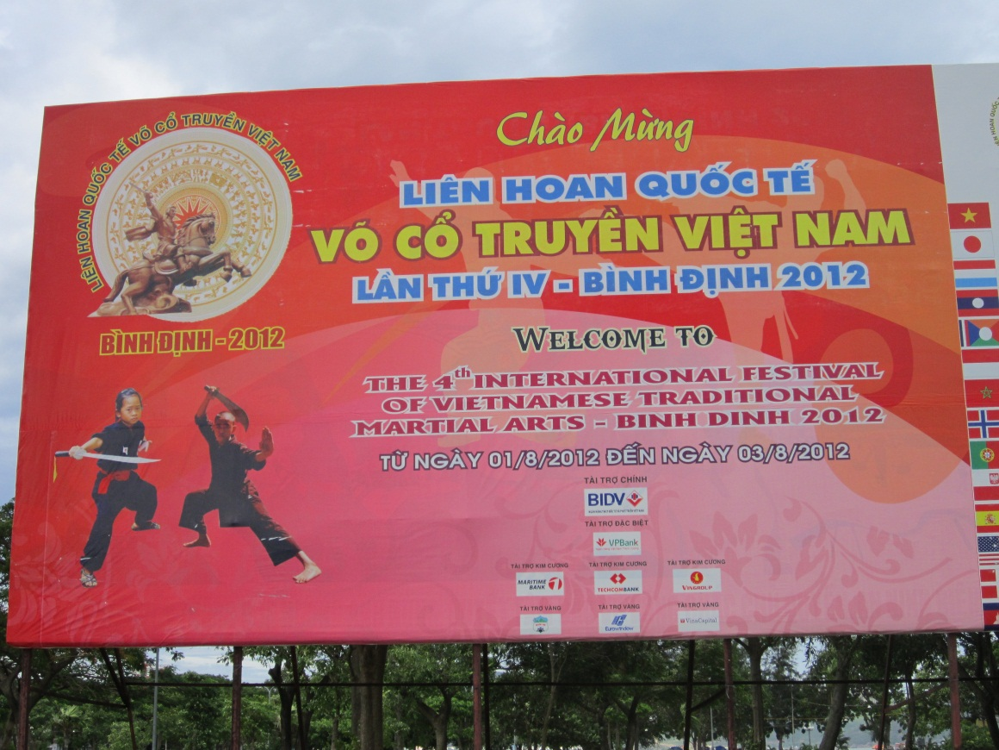 LIÊN HOAN QUỐC TẾ VÕ CỔ TRUYỀN VIỆT NAM
BÌNH ĐỊNH - 2012
Chào Mừng
LIÊN HOAN QUỐC TẾ
VÕ CỔ TRUYỀN VIỆT NAM
LẦN THỨ IV - BÌNH ĐỊNH 2012
WELCOME TO
THE 4th INTERNATIONAL FESTIVAL
OF VIETNAMESE TRADITIONAL
MARTIAL ARTS - BINH DINH 2012
TỪ NGÀY 01/8/2012 ĐẾN NGÀY 03/8/2012
TÀI TRỢ CHÍNH
BIDV
TÀI TRỢ ĐẶC BIỆT
VPBank
TÀI TRỢ KIM CƯƠNG TÀI TRỢ KIM CƯƠNG TÀI TRỢ KIM CƯƠNG
MARITIME BANK TECHCOMBANK VINGROUP
TÀI TRỢ VÀNG TÀI TRỢ VÀNG TÀI TRỢ VÀNG
Eurowindow VinaCapital